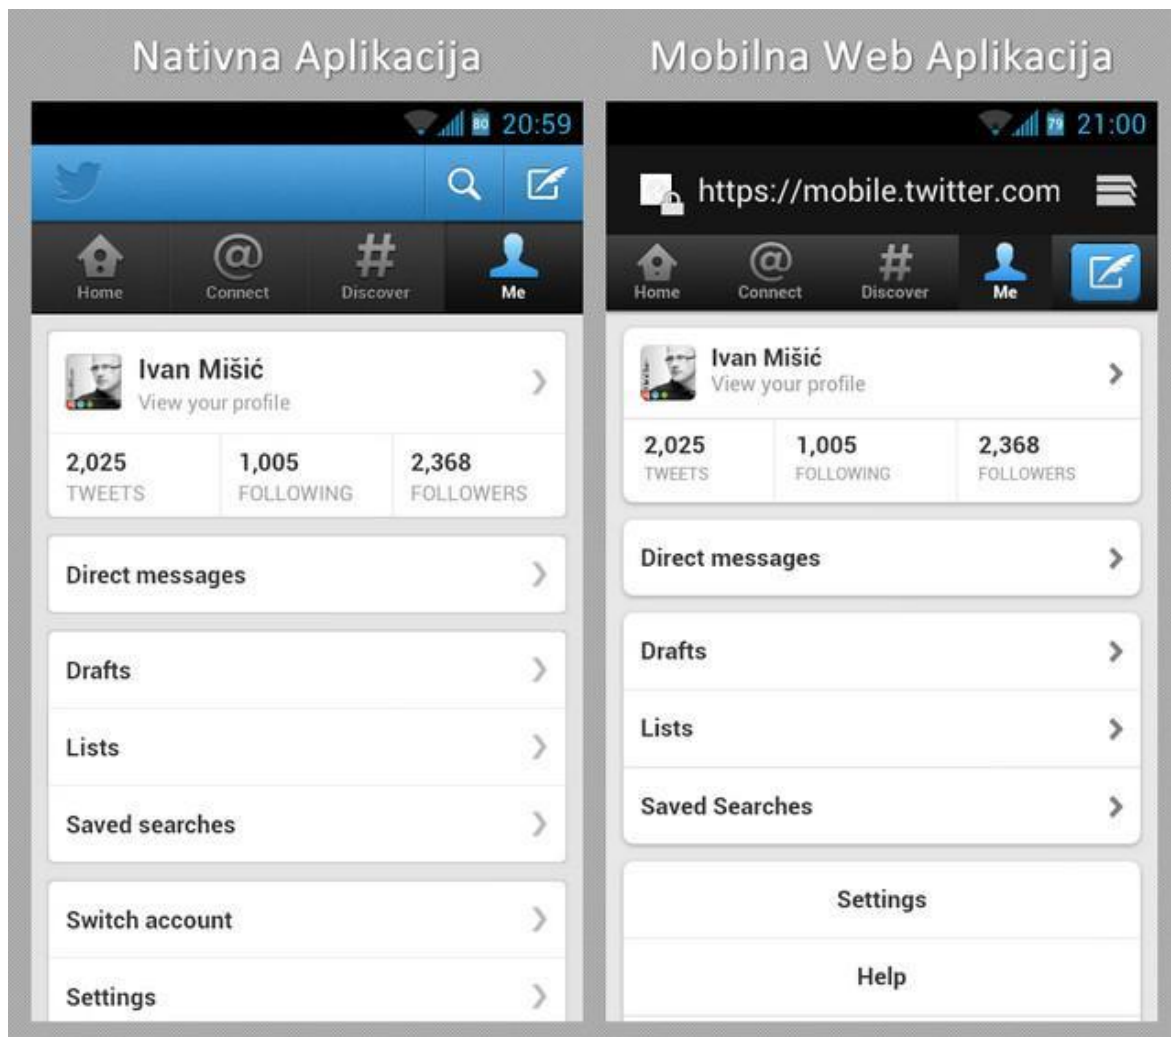 Nativna Aplikacija
80 20:59
Home Connect Discover Me
Ivan Mišić
View your profile
2,025 1,005 2,368
TWEETS FOLLOWING FOLLOWERS
Direct messages
Drafts
Lists
Saved searches
Switch account
Settings
Mobilna Web Aplikacija
79 21:00
https://mobile.twitter.com
Home Connect Discover Me
Ivan Mišić
View your profile
2,025 1,005 2,368
TWEETS FOLLOWING FOLLOWERS
Direct messages
Drafts
Lists
Saved Searches
Settings
Help